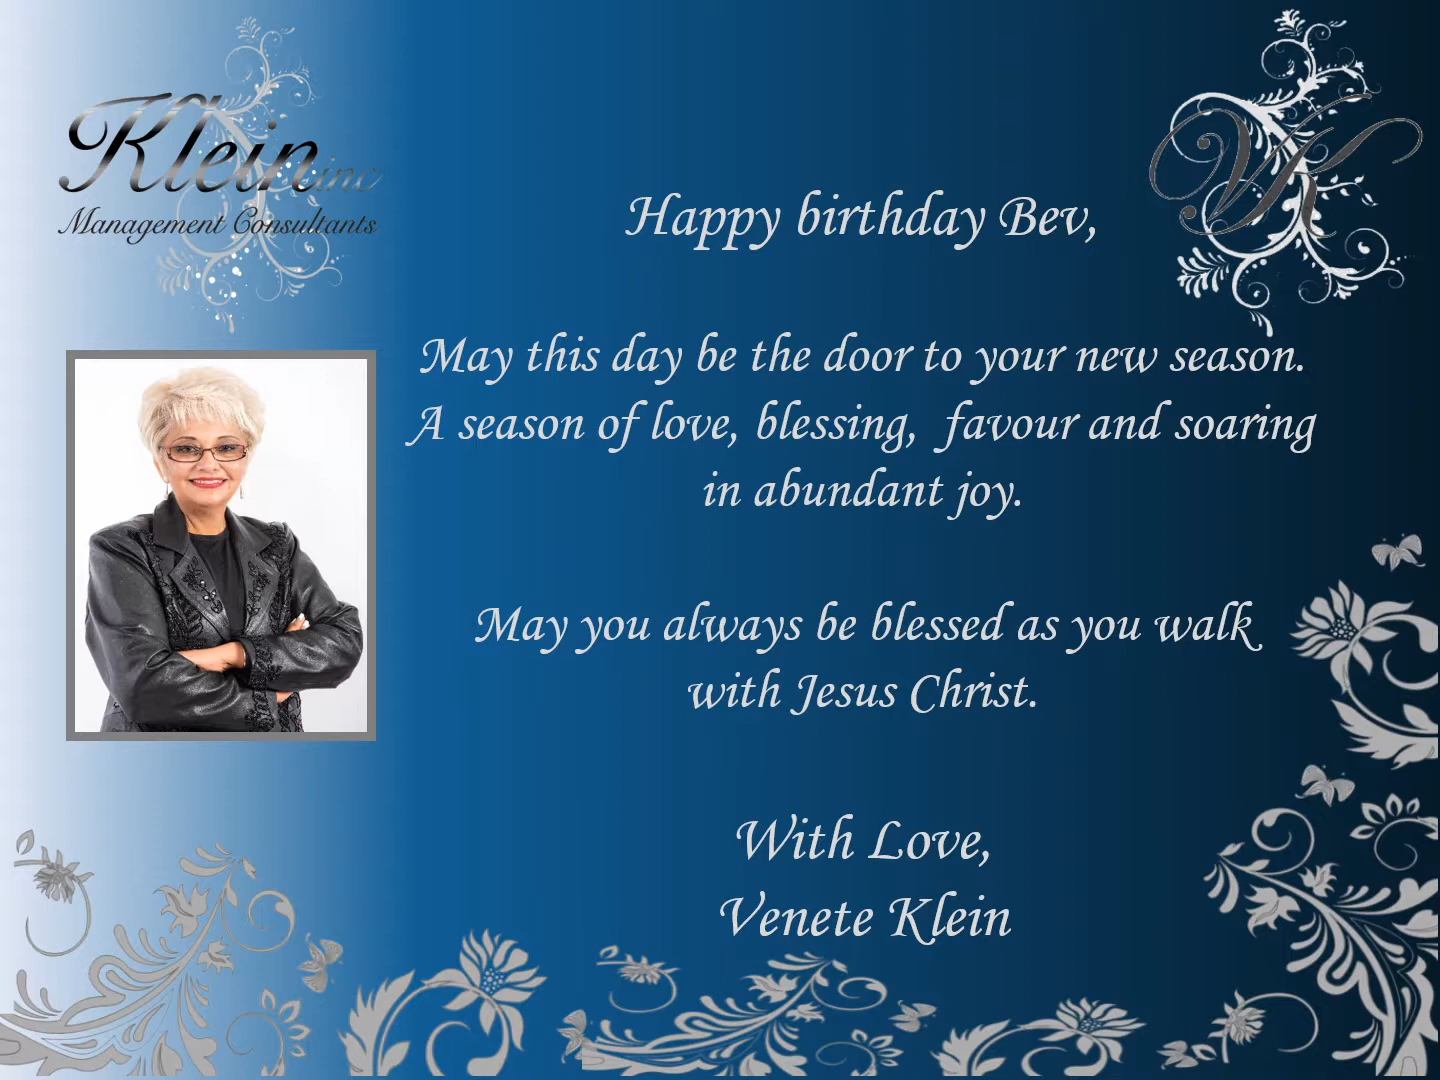 Klein inc
Management Consultants
VK
Happy birthday Bev,
May this day be the door to your new season.
A season of love, blessing,  favour and soaring
in abundant joy.
May you always be blessed as you walk
with Jesus Christ.
With Love,
Venete Klein